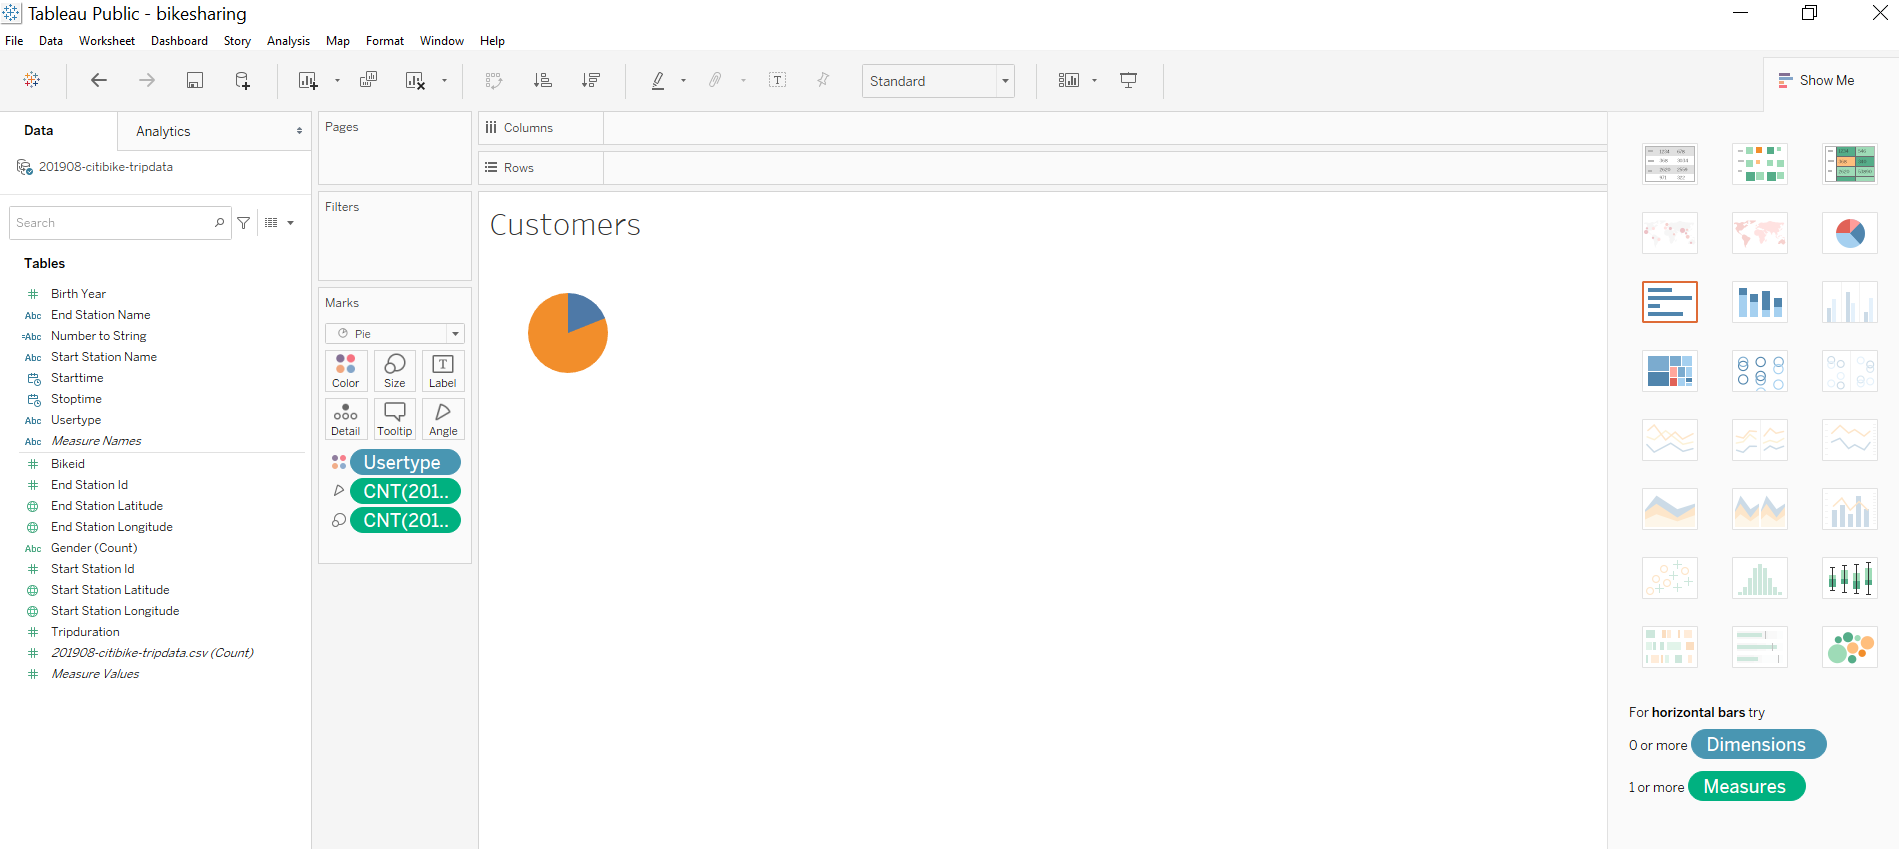 Tableau Public - bikesharing
File Data Worksheet Dashboard Story Analysis Map Format Window Help
Standard
Show Me
Data
Analytics
201908-citibike-tripdata
Search
Tables
Birth Year
Abc End Station Name
=Abc Number to String
Abc Start Station Name
Starttime
Stoptime
Abc Usertype
Abc Measure Names
Bikeid
End Station Id
End Station Latitude
End Station Longitude
Abc Gender (Count)
Start Station Id
Start Station Latitude
Start Station Longitude
Tripduration
201908-citibike-tripdata.csv (Count)
Measure Values
Pages
Filters
Marks
Pie
Color Size Label
Detail Tooltip Angle
Usertype
CNT(201..
CNT(201..
Columns
Rows
Customers
For horizontal bars try
0 or more Dimensions
1 or more Measures